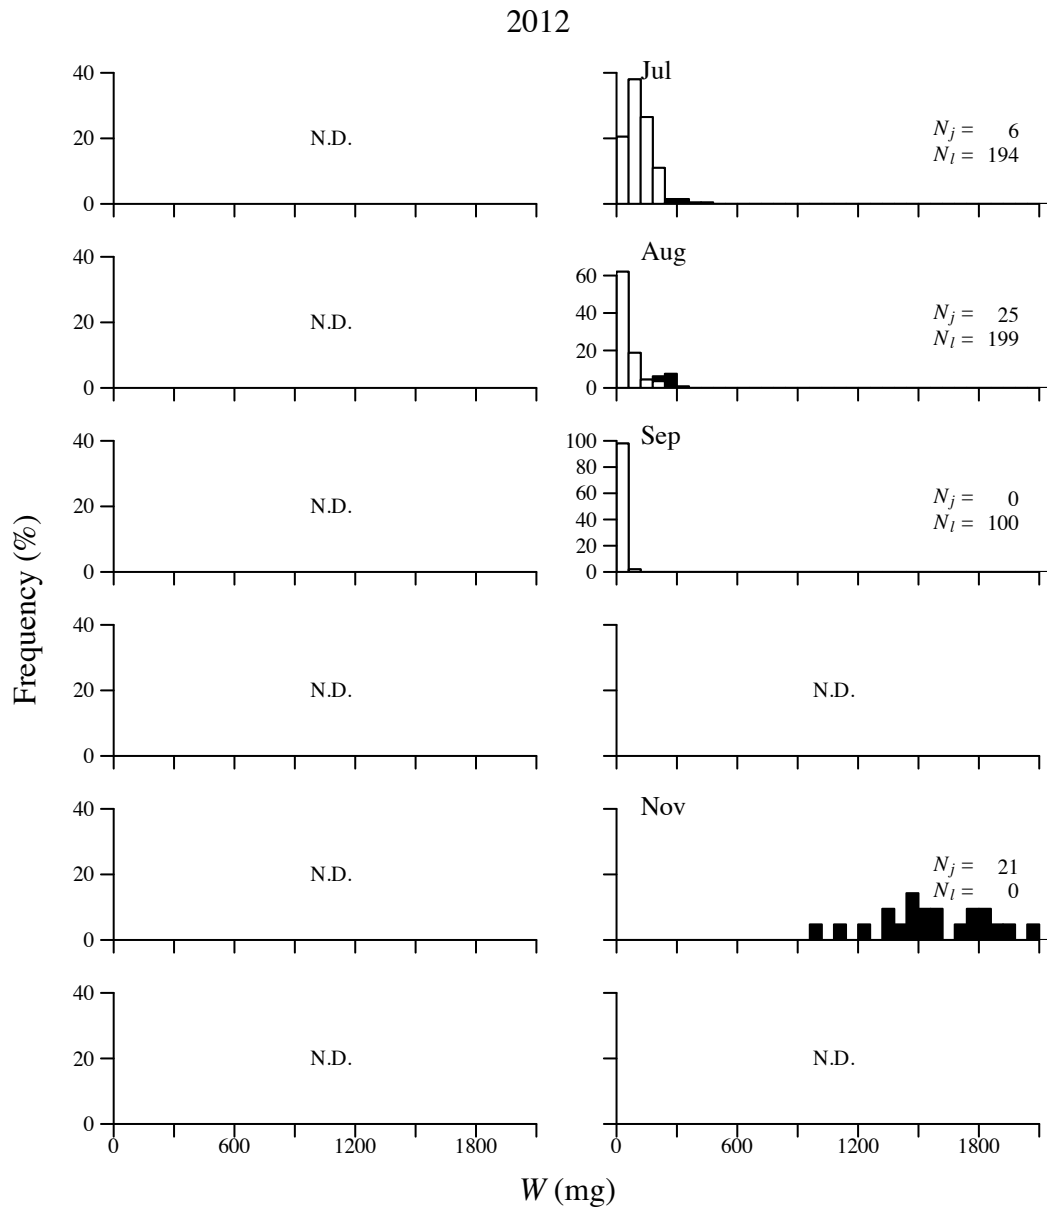 2012
40
20
0
N.D.
Jul
N_j = 6
N_l = 194
40
20
0
N.D.
Aug
60
40
20
0
N_j = 25
N_l = 199
40
20
0
N.D.
Sep
100
80
60
40
20
0
N_j = 0
N_l = 100
40
20
0
N.D.
N.D.
40
20
0
N.D.
Nov
N_j = 21
N_l = 0
40
20
0
N.D.
N.D.
0 600 1200 1800
0 600 1200 1800
Frequency (%)
W (mg)